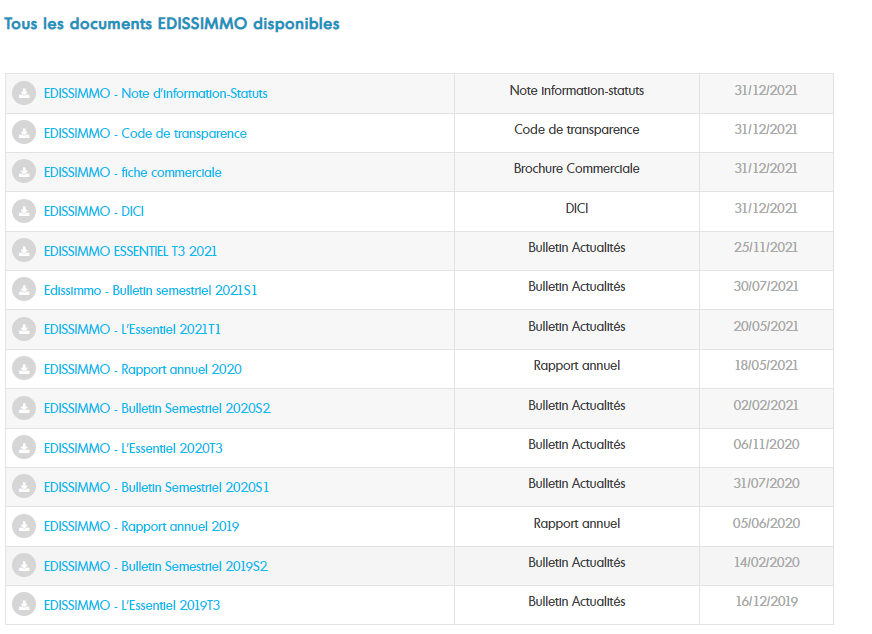 Tous les documents EDISSIMMO disponibles
EDISSIMMO - Note d'information-Statuts Note information-statuts 31/12/2021
EDISSIMMO - Code de transparence Code de transparence 31/12/2021
EDISSIMMO - fiche commerciale Brochure Commerciale 31/12/2021
EDISSIMMO - DICI DICI 31/12/2021
EDISSIMMO ESSENTIEL T3 2021 Bulletin Actualités 25/11/2021
Edissimmo - Bulletin semestriel 2021S1 Bulletin Actualités 30/07/2021
EDISSIMMO - L'Essentiel 2021T1 Bulletin Actualités 20/05/2021
EDISSIMMO - Rapport annuel 2020 Rapport annuel 18/05/2021
EDISSIMMO - Bulletin Semestriel 2020S2 Bulletin Actualités 02/02/2021
EDISSIMMO - L'Essentiel 2020T3 Bulletin Actualités 06/11/2020
EDISSIMMO - Bulletin Semestriel 2020S1 Bulletin Actualités 31/07/2020
EDISSIMMO - Rapport annuel 2019 Rapport annuel 05/06/2020
EDISSIMMO - Bulletin Semestriel 2019S2 Bulletin Actualités 14/02/2020
EDISSIMMO - L'Essentiel 2019T3 Bulletin Actualités 16/12/2019